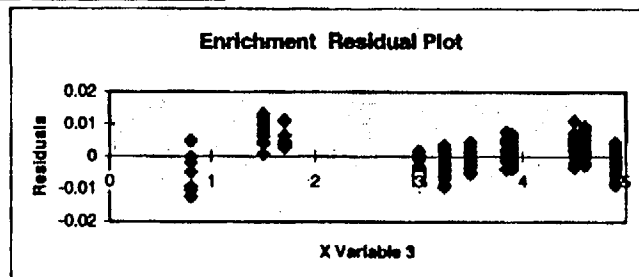 Enrichment Residual Plot
0.02
0.01
0
-0.01
-0.02
Residuals
0 1 2 3 4 5
X Variable 3